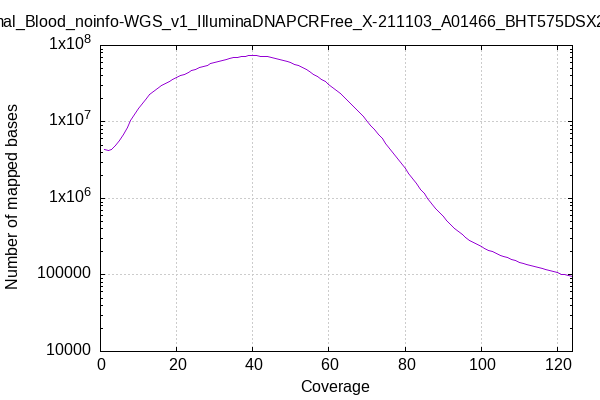 nal_Blood_noinfo-WGS_v1_IlluminaDNAPCRFree_X-211103_A01466_BHT575DSX2
Number of mapped bases
1x10^8
1x10^7
1x10^6
100000
10000
0 20 40 60 80 100 120
Coverage